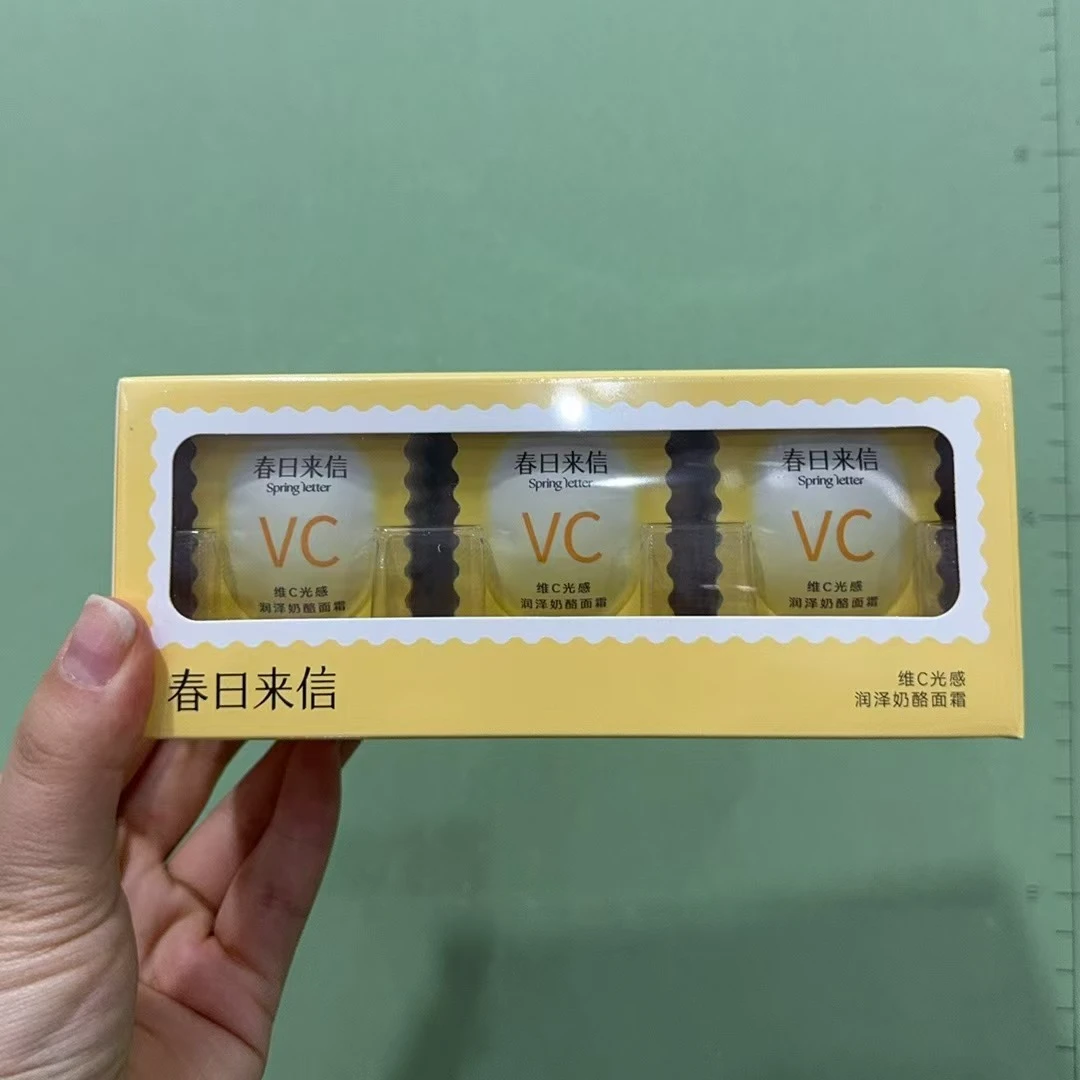 春日来信
Spring letter
VC
维C光感
润泽奶酪面霜
春日来信
Spring letter
VC
维C光感
润泽奶酪面霜
春日来信
Spring letter
VC
维C光感
润泽奶酪面霜
春日来信
维C光感
润泽奶酪面霜